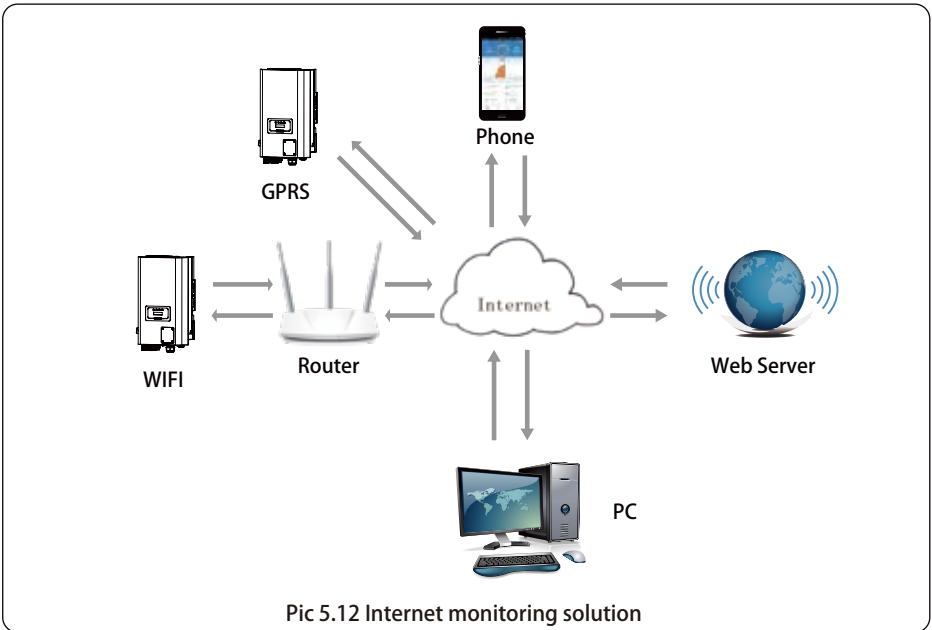 Phone
GPRS
Internet
WIFI
Router
Web Server
PC
Pic 5.12 Internet monitoring solution